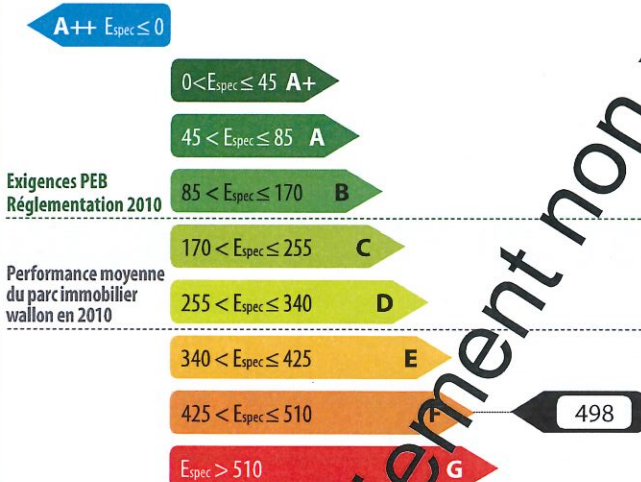 A++ Espec ≤ 0
0<Espec ≤ 45 A+
45 < Espec ≤ 85 A
Exigences PEB
Réglementation 2010
85 < Espec ≤ 170 B
170 < Espec ≤ 255 C
Performance moyenne
du parc immobilier
wallon en 2010
255 < Espec ≤ 340 D
340 < Espec ≤ 425 E
425 < Espec ≤ 510 F
498
Espec > 510 G
non